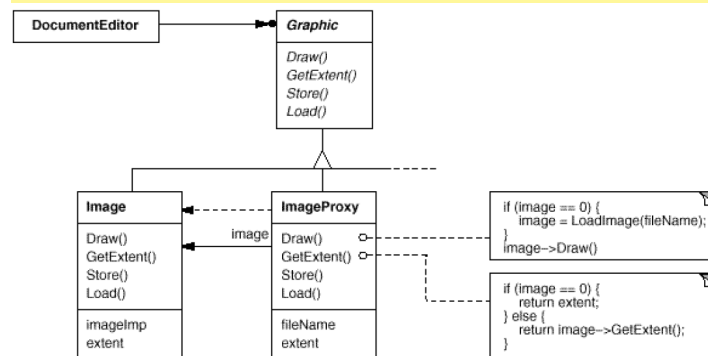 DocumentEditor
Graphic
Draw()
GetExtent()
Store()
Load()
Image
Draw()
GetExtent()
Store()
Load()
imageImp
extent
image
ImageProxy
Draw()
GetExtent()
Store()
Load()
fileName
extent
if (image == 0) {
image = LoadImage(fileName);
}
image->Draw()
if (image == 0) {
return extent;
} else {
return image->GetExtent();
}